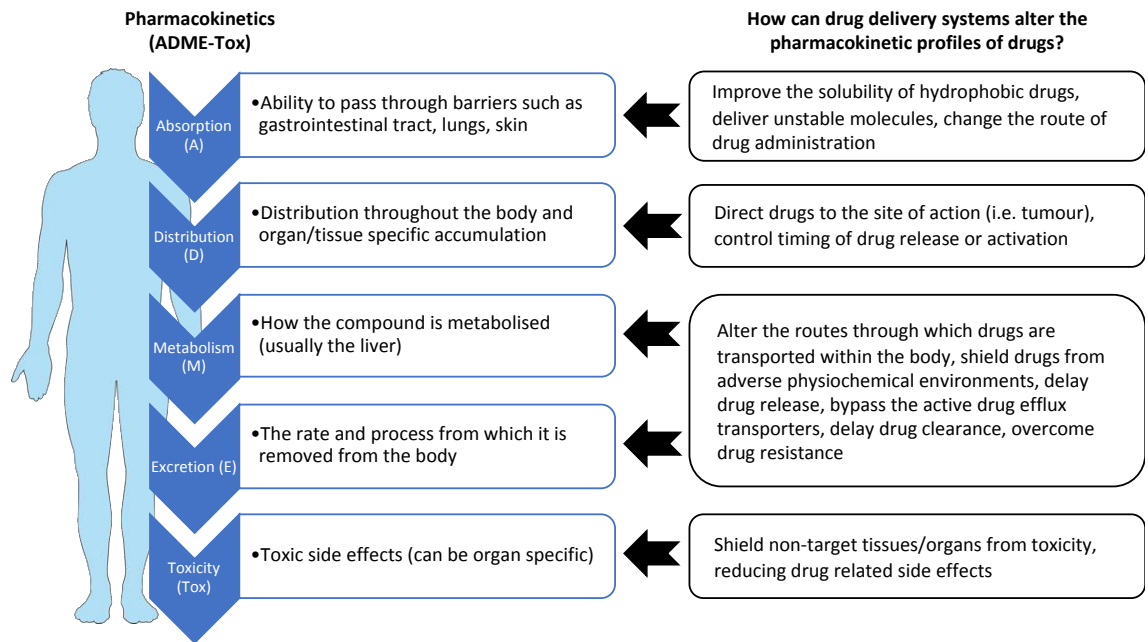 Pharmacokinetics
(ADME-Tox)
How can drug delivery systems alter the
pharmacokinetic profiles of drugs?
Absorption
(A)
•Ability to pass through barriers such as
gastrointestinal tract, lungs, skin
Improve the solubility of hydrophobic drugs,
deliver unstable molecules, change the route of
drug administration
Distribution
(D)
•Distribution throughout the body and
organ/tissue specific accumulation
Direct drugs to the site of action (i.e. tumour),
control timing of drug release or activation
Metabolism
(M)
•How the compound is metabolised
(usually the liver)
Alter the routes through which drugs are
transported within the body, shield drugs from
adverse physiochemical environments, delay
drug release, bypass the active drug efflux
transporters, delay drug clearance, overcome
drug resistance
Excretion (E)
•The rate and process from which it is
removed from the body
Toxicity
(Tox)
•Toxic side effects (can be organ specific)
Shield non-target tissues/organs from toxicity,
reducing drug related side effects